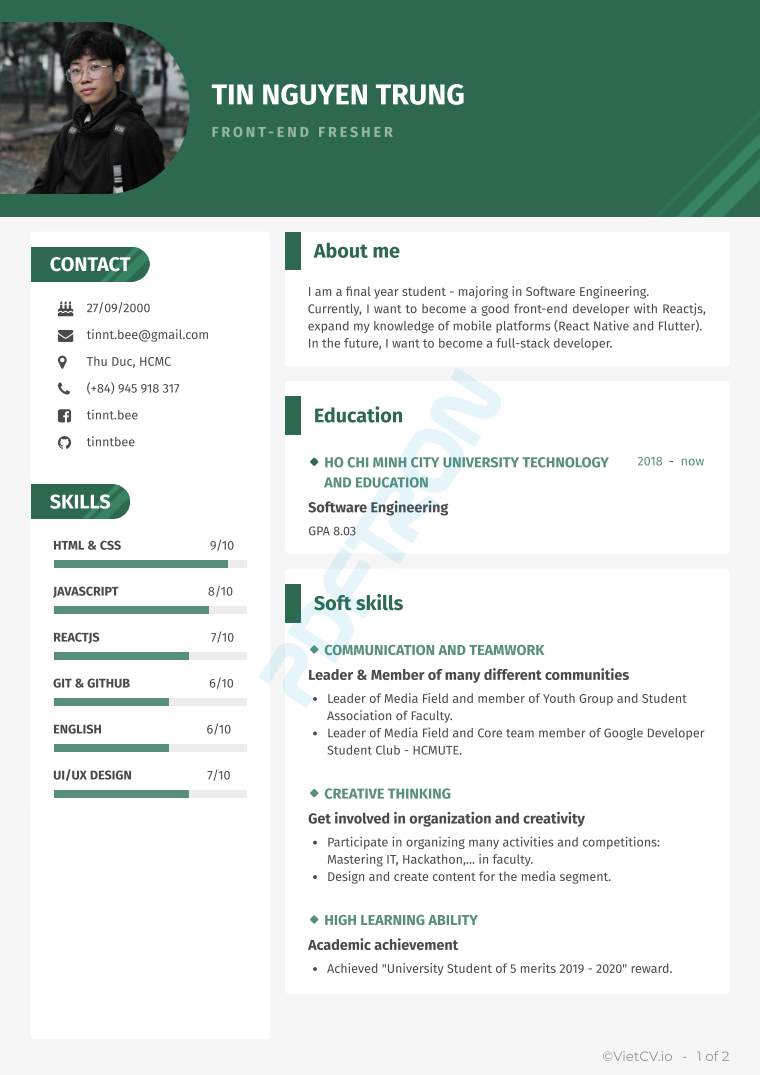 TIN NGUYEN TRUNG
FRONT-END FRESHER
CONTACT
27/09/2000
tinnt.bee@gmail.com
Thu Duc, HCMC
(+84) 945 918 317
tinnt.bee
tinntbee
SKILLS
HTML & CSS 9/10
JAVASCRIPT 8/10
REACTJS 7/10
GIT & GITHUB 6/10
ENGLISH 6/10
UI/UX DESIGN 7/10
About me
I am a final year student - majoring in Software Engineering.
Currently, I want to become a good front-end developer with Reactjs,
expand my knowledge of mobile platforms (React Native and Flutter).
In the future, I want to become a full-stack developer.
Education
HO CHI MINH CITY UNIVERSITY TECHNOLOGY 2018 - now
AND EDUCATION
Software Engineering
GPA 8.03
Soft skills
COMMUNICATION AND TEAMWORK
Leader & Member of many different communities
• Leader of Media Field and member of Youth Group and Student
Association of Faculty.
• Leader of Media Field and Core team member of Google Developer
Student Club - HCMUTE.
CREATIVE THINKING
Get involved in organization and creativity
• Participate in organizing many activities and competitions:
Mastering IT, Hackathon,... in faculty.
• Design and create content for the media segment.
HIGH LEARNING ABILITY
Academic achievement
• Achieved "University Student of 5 merits 2019 - 2020" reward.
PDFTRON
©VietCV.io - 1 of 2